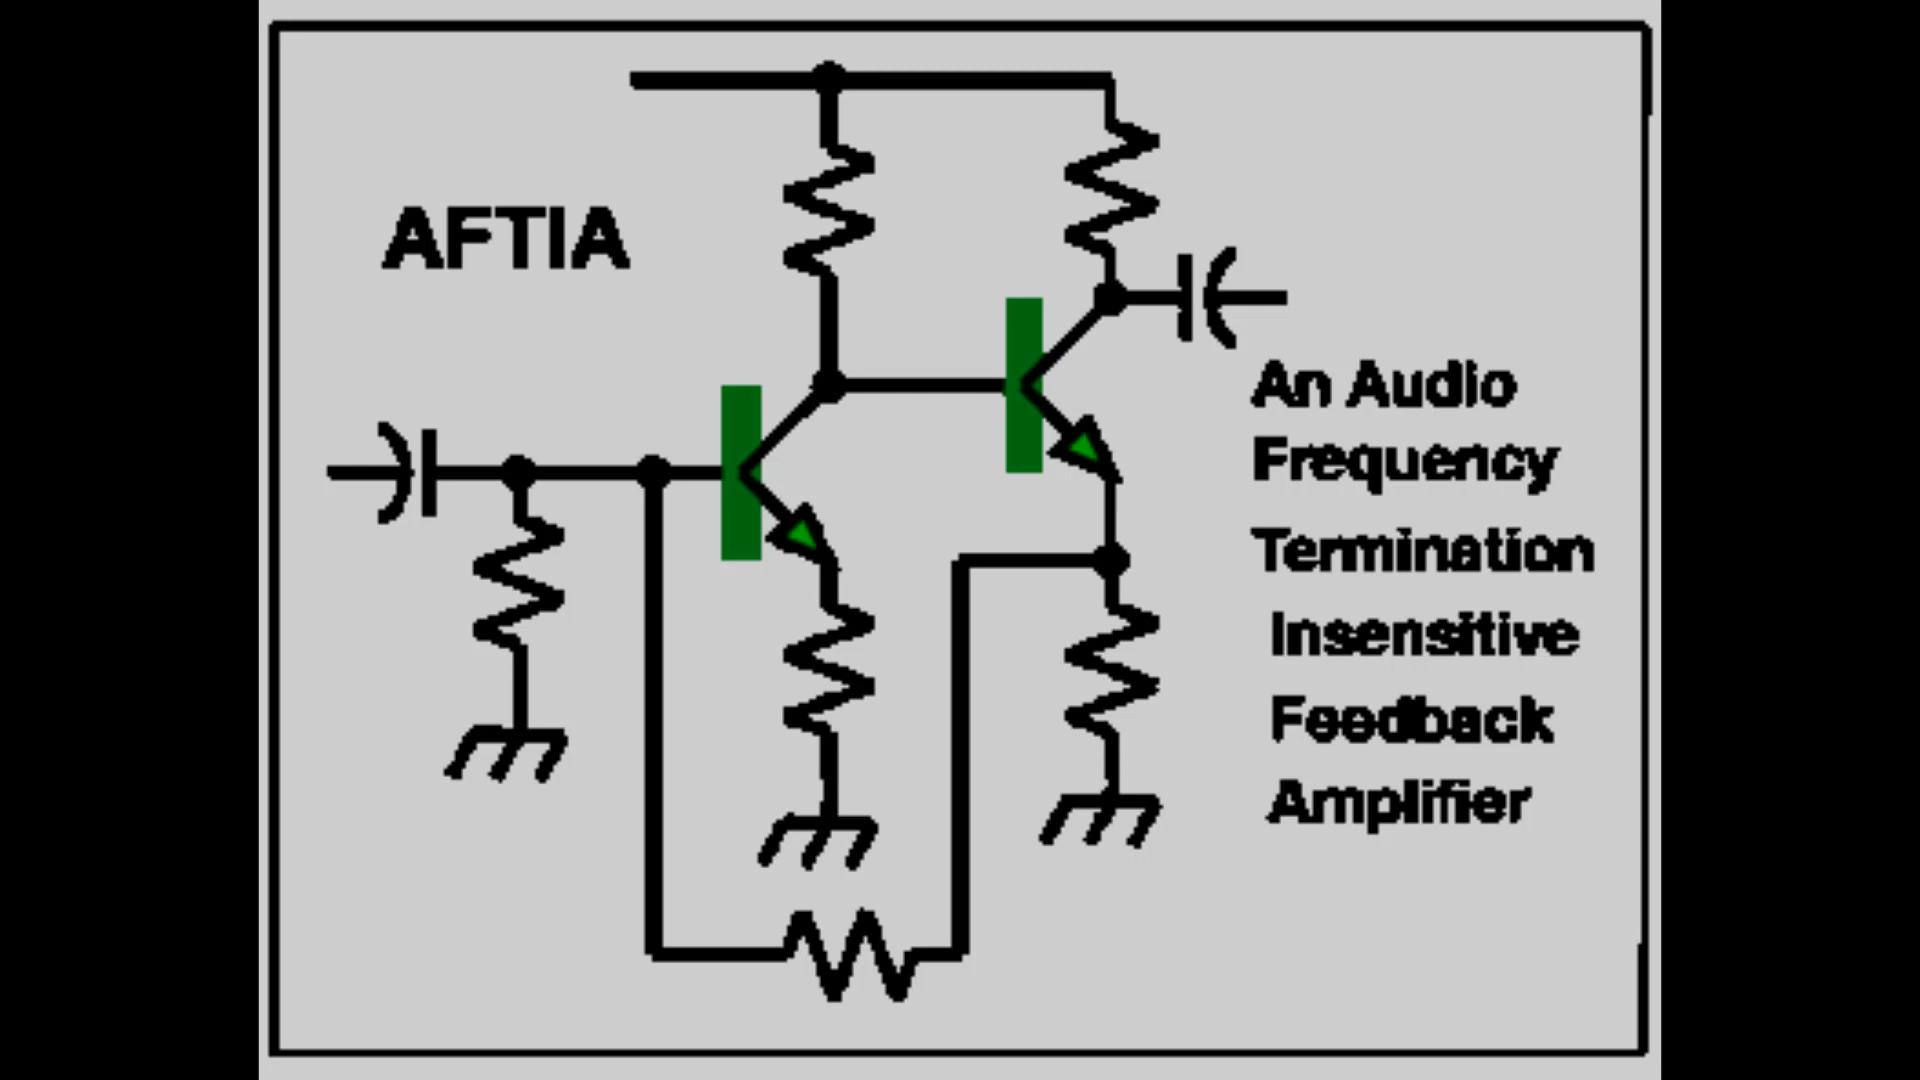 AFTIA
An Audio
Frequency
Termination
Insensitive
Feedback
Amplifier